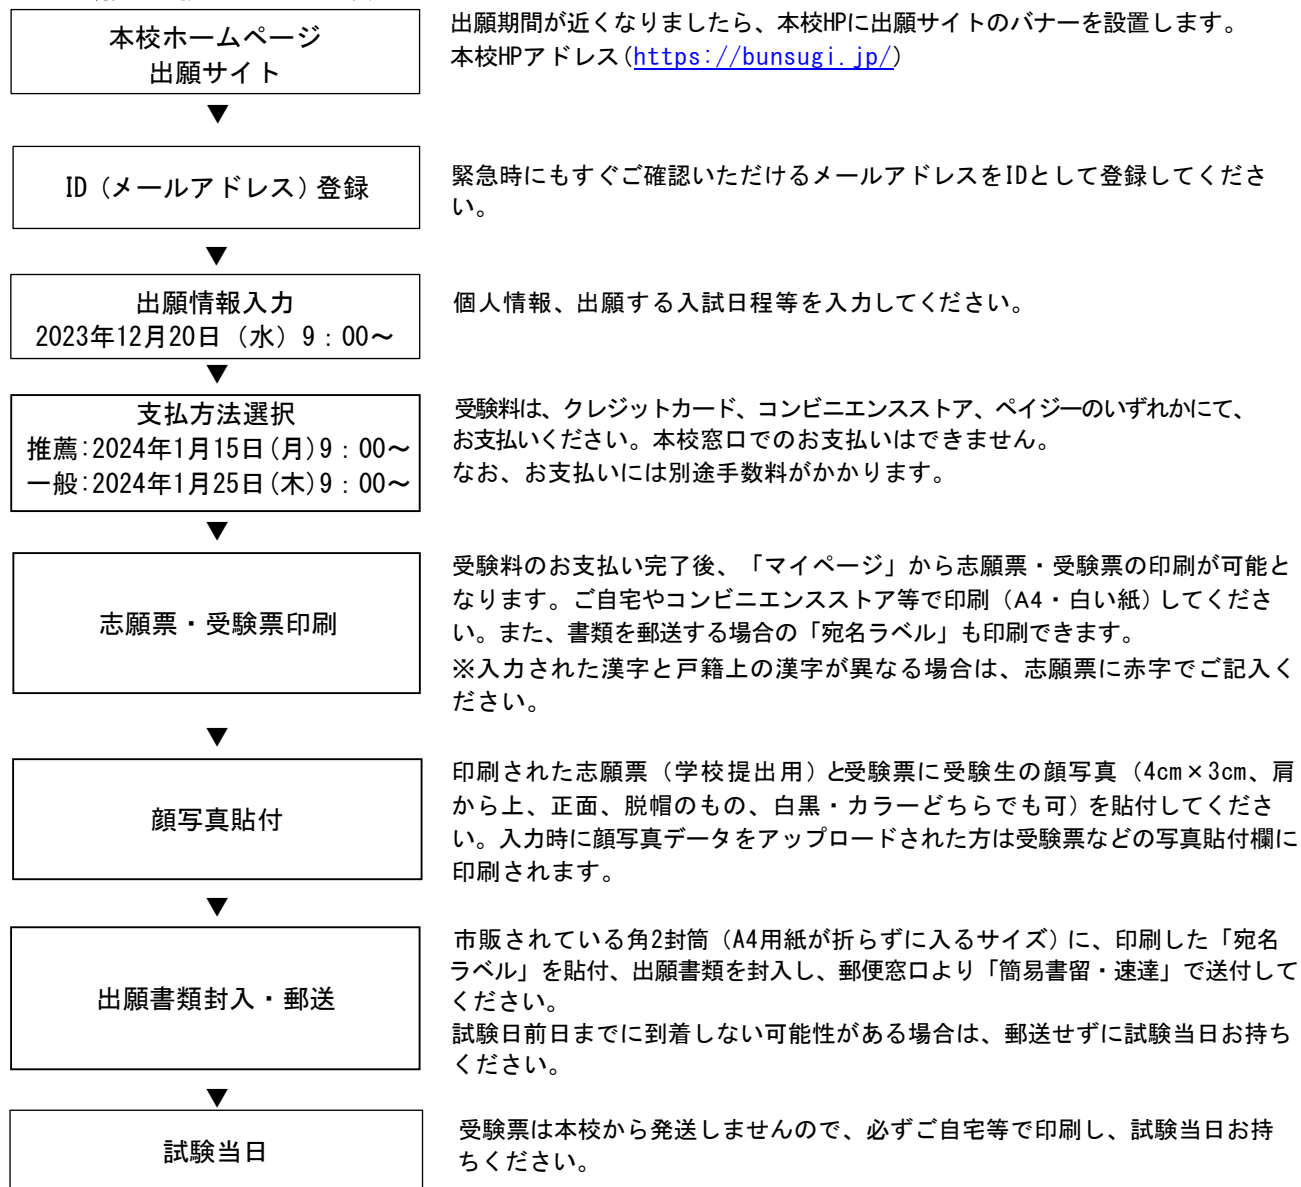 本校ホームページ
出願サイト
出願期間が近くなりましたら、本校HPに出願サイトのバナーを設置します。
本校HPアドレス(https://bunsugi.jp/)
▼
ID(メールアドレス)登録
緊急時にもすぐご確認いただけるメールアドレスをIDとして登録してくださ
い。
▼
出願情報入力
2023年12月20日(水)9:00～
個人情報、出願する入試日程等を入力してください。
▼
支払方法選択
推薦:2024年1月15日(月)9:00～
一般:2024年1月25日(木)9:00～
受験料は、クレジットカード、コンビニエンスストア、ペイジーのいずれかにて、
お支払いください。本校窓口でのお支払いはできません。
なお、お支払いには別途手数料がかかります。
▼
志願票・受験票印刷
受験料のお支払い完了後、「マイページ」から志願票・受験票の印刷が可能と
なります。ご自宅やコンビニエンスストア等で印刷(A4・白い紙)してくださ
い。また、書類を郵送する場合の「宛名ラベル」も印刷できます。
※入力された漢字と戸籍上の漢字が異なる場合は、志願票に赤字でご記入く
ださい。
▼
顔写真貼付
印刷された志願票(学校提出用)と受験票に受験生の顔写真(4cm×3cm、肩
から上、正面、脱帽のもの、白黒・カラーどちらでも可)を貼付してくださ
い。入力時に顔写真データをアップロードされた方は受験票などの写真貼付欄に
印刷されます。
▼
出願書類封入・郵送
市販されている角2封筒(A4用紙が折らずに入るサイズ)に、印刷した「宛名
ラベル」を貼付、出願書類を封入し、郵便窓口より「簡易書留・速達」で送付して
ください。
試験日前日までに到着しない可能性がある場合は、郵送せずに試験当日お持ち
ください。
▼
試験当日
受験票は本校から発送しませんので、必ずご自宅等で印刷し、試験当日お持
ちください。